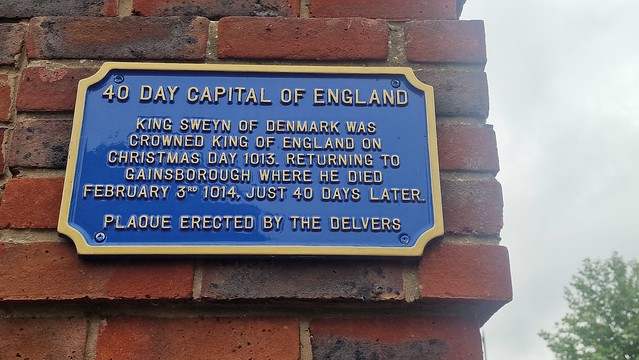 40 DAY CAPITAL OF ENGLAND
KING SWEYN OF DENMARK WAS
CROWNED KING OF ENGLAND ON
CHRISTMAS DAY 1013. RETURNING TO
GAINSBOROUGH WHERE HE DIED
FEBRUARY 3RD 1014, JUST 40 DAYS LATER.
PLAQUE ERECTED BY THE DELVERS